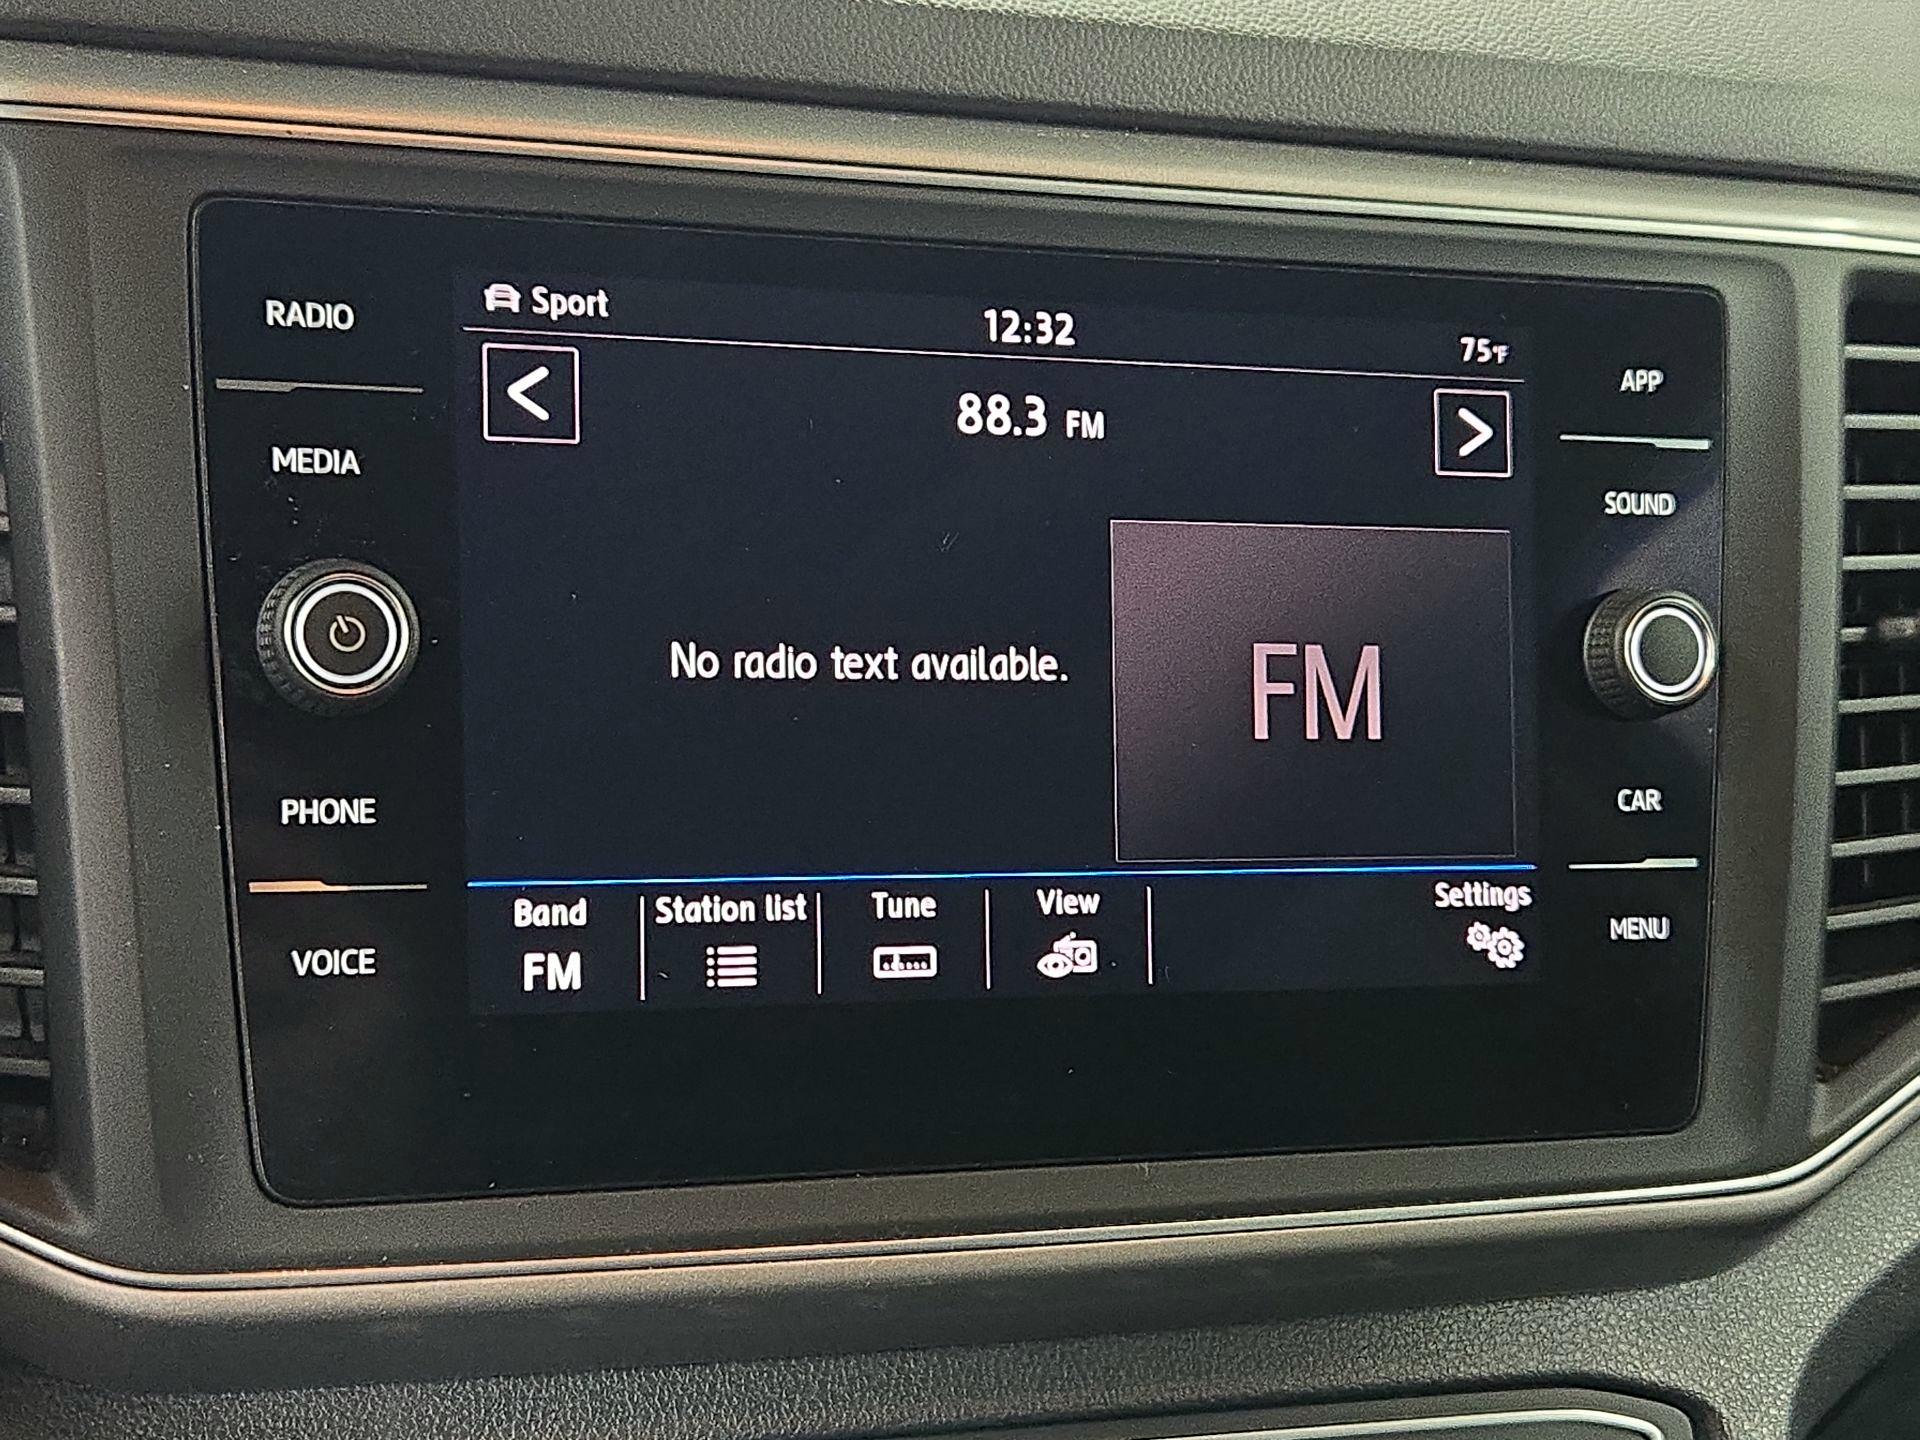 RADIO
MEDIA
PHONE
VOICE
Sport
12:32
75°F
<
88.3 FM
>
No radio text available.
FM
Band
FM
Station list
Tune
View
Settings
APP
SOUND
CAR
MENU